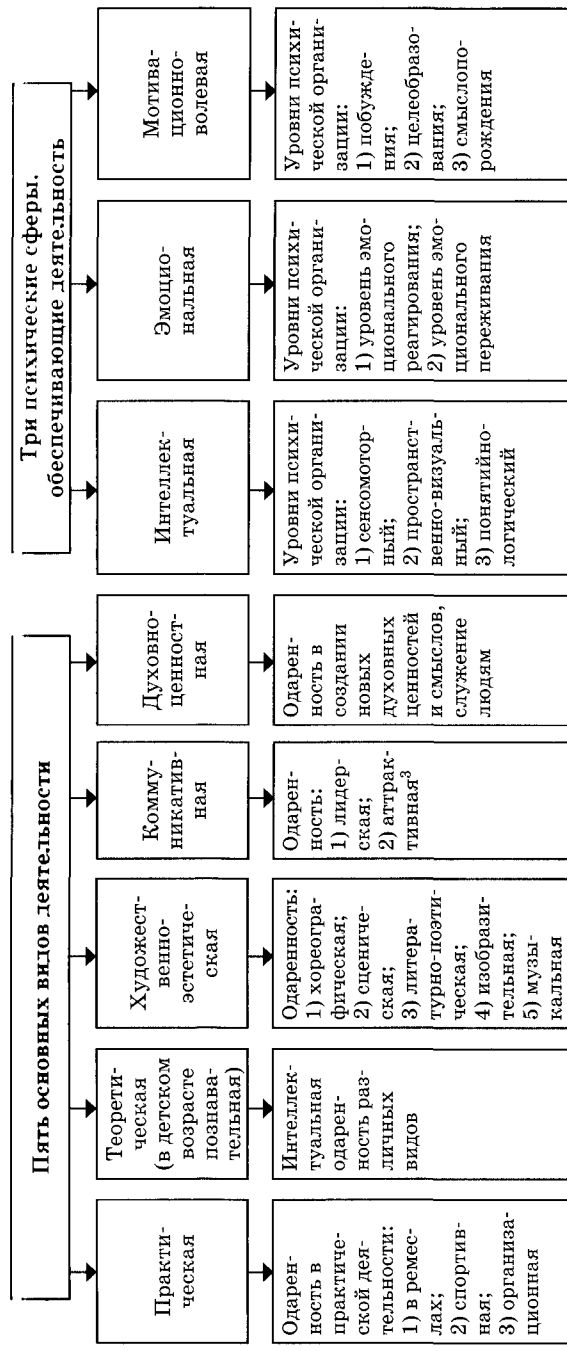 Пять основных видов деятельности
Практи-
ческая
Теорети-
ческая
(в детском
возрасте
познава-
тельная)
Художест-
венно-
эстетиче-
ская
Комму-
никатив-
ная
Духовно-
ценност-
ная
Одарен-
ность в
практиче-
ской дея-
тельности:
1) в ремес-
лах;
2) спортив-
ная;
3) организа-
ционная
Интеллек-
туальная
одарен-
ность раз-
личных
видов
Одаренность:
1) хореогра-
фическая;
2) сцениче-
ская;
3) литера-
турно-поэти-
ческая;
4) изобрази-
тельная;
5) музы-
кальная
Одарен-
ность:
1) лидер-
ская;
2) аттрак-
тивная³
Одарен-
ность в
создании
новых
духовных
ценностей
и смыслов,
служение
людям
Три психические сферы.
обеспечивающие деятельность
Интеллек-
туальная
Эмоцио-
нальная
Мотива-
ционно-
волевая
Уровни психи-
ческой органи-
зации:
1) сенсомотор-
ный;
2) пространст-
венно-визуаль-
ный;
3) понятийно-
логический
Уровни психи-
ческой органи-
зации:
1) уровень эмо-
ционального
реагирования;
2) уровень эмо-
ционального
переживания
Уровни психи-
ческой органи-
зации:
1) побужде-
ния;
2) целеобразо-
вания;
3) смыслопо-
рождения